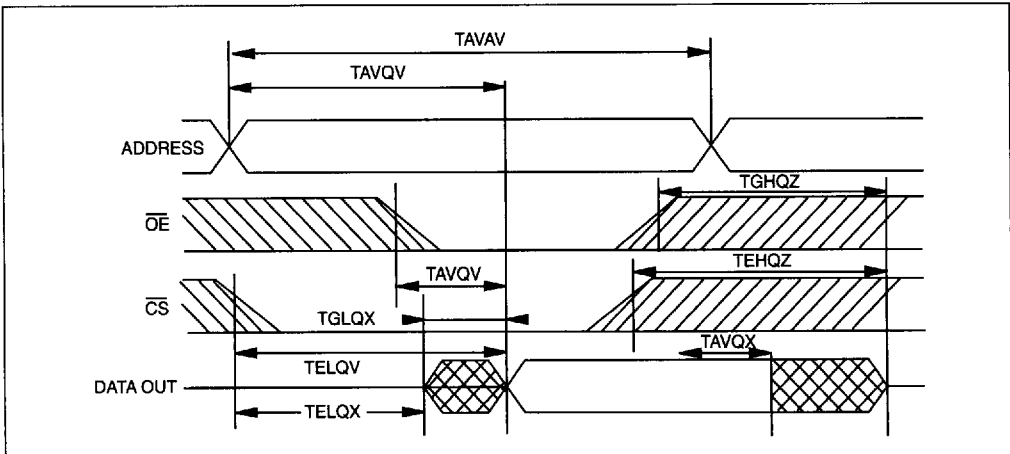 TAVAV
TAVQV
ADDRESS
TGHQZ
OE
TEHQZ
TAVQV
CS
TGLQX
TAVQX
TELQV
DATA OUT
TELQX